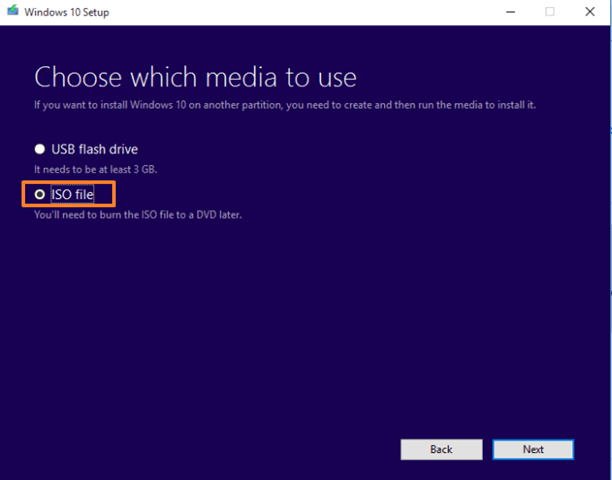 Windows 10 Setup
Choose which media to use
If you want to install Windows 10 on another partition, you need to create and then run the media to install it.
USB flash drive
It needs to be at least 3 GB.
ISO file
You'll need to burn the ISO file to a DVD later.
Back
Next